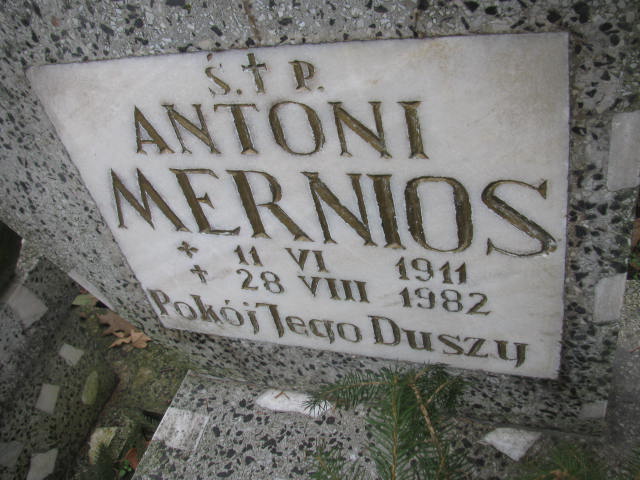 Ś.†P.
ANTONI
MERNIOS
* 11 VI 1911
† 28 VIII 1982
Pokój Jego Duszy